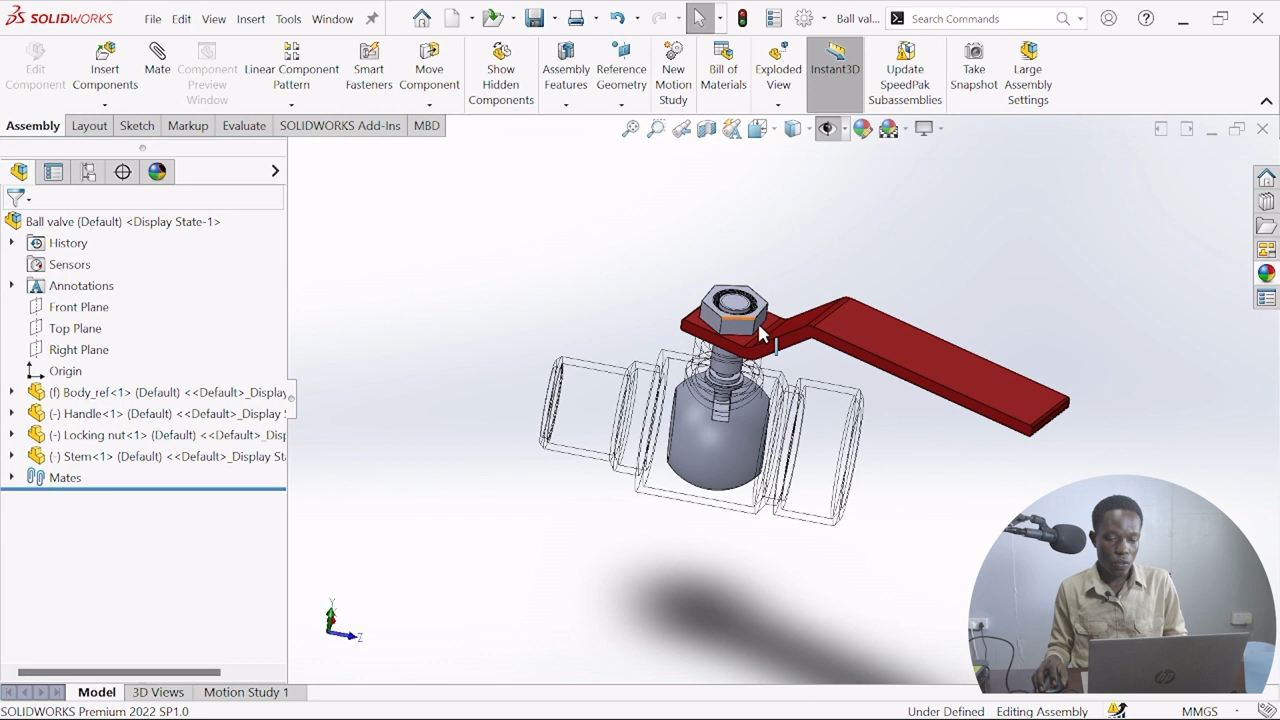 SOLIDWORKS
File Edit View Insert Tools Window
Ball val...
Search Commands
Edit Component
Insert Components
Mate
Component Preview Window
Linear Component Pattern
Smart Fasteners
Move Component
Show Hidden Components
Assembly Features
Reference Geometry
New Motion Study
Bill of Materials
Exploded View
Instant3D
Update SpeedPak Subassemblies
Take Snapshot
Large Assembly Settings
Assembly Layout Sketch Markup Evaluate SOLIDWORKS Add-Ins MBD
Ball valve (Default) <Display State-1>
History
Sensors
Annotations
Front Plane
Top Plane
Right Plane
Origin
(f) Body_ref<1> (Default) <<Default>_Display
(-) Handle<1> (Default) <<Default>_Display S
(-) Locking nut<1> (Default) <<Default>_Disp
(-) Stem<1> (Default) <<Default>_Display Sta
Mates
Y
Z
hp
Model 3D Views Motion Study 1
SOLIDWORKS Premium 2022 SP1.0
Under Defined Editing Assembly MMGS